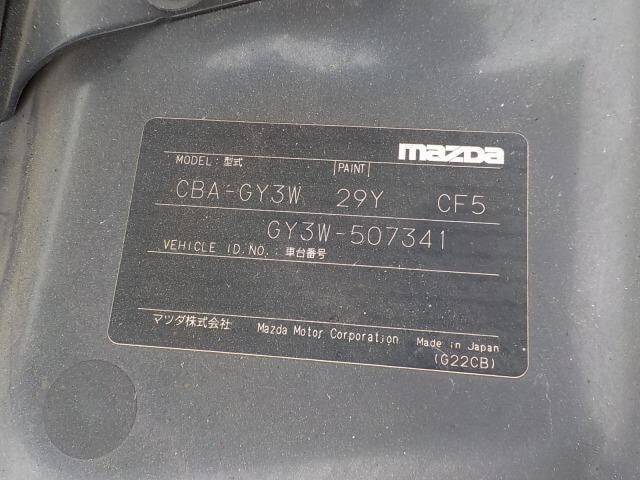 mazda
MODEL : 型式 PAINT
CBA-GY3W 29Y CF5
GY3W-507341
VEHICLE ID.NO. : 車台番号
マツダ株式会社 Mazda Motor Corporation Made in Japan
(G22CB)